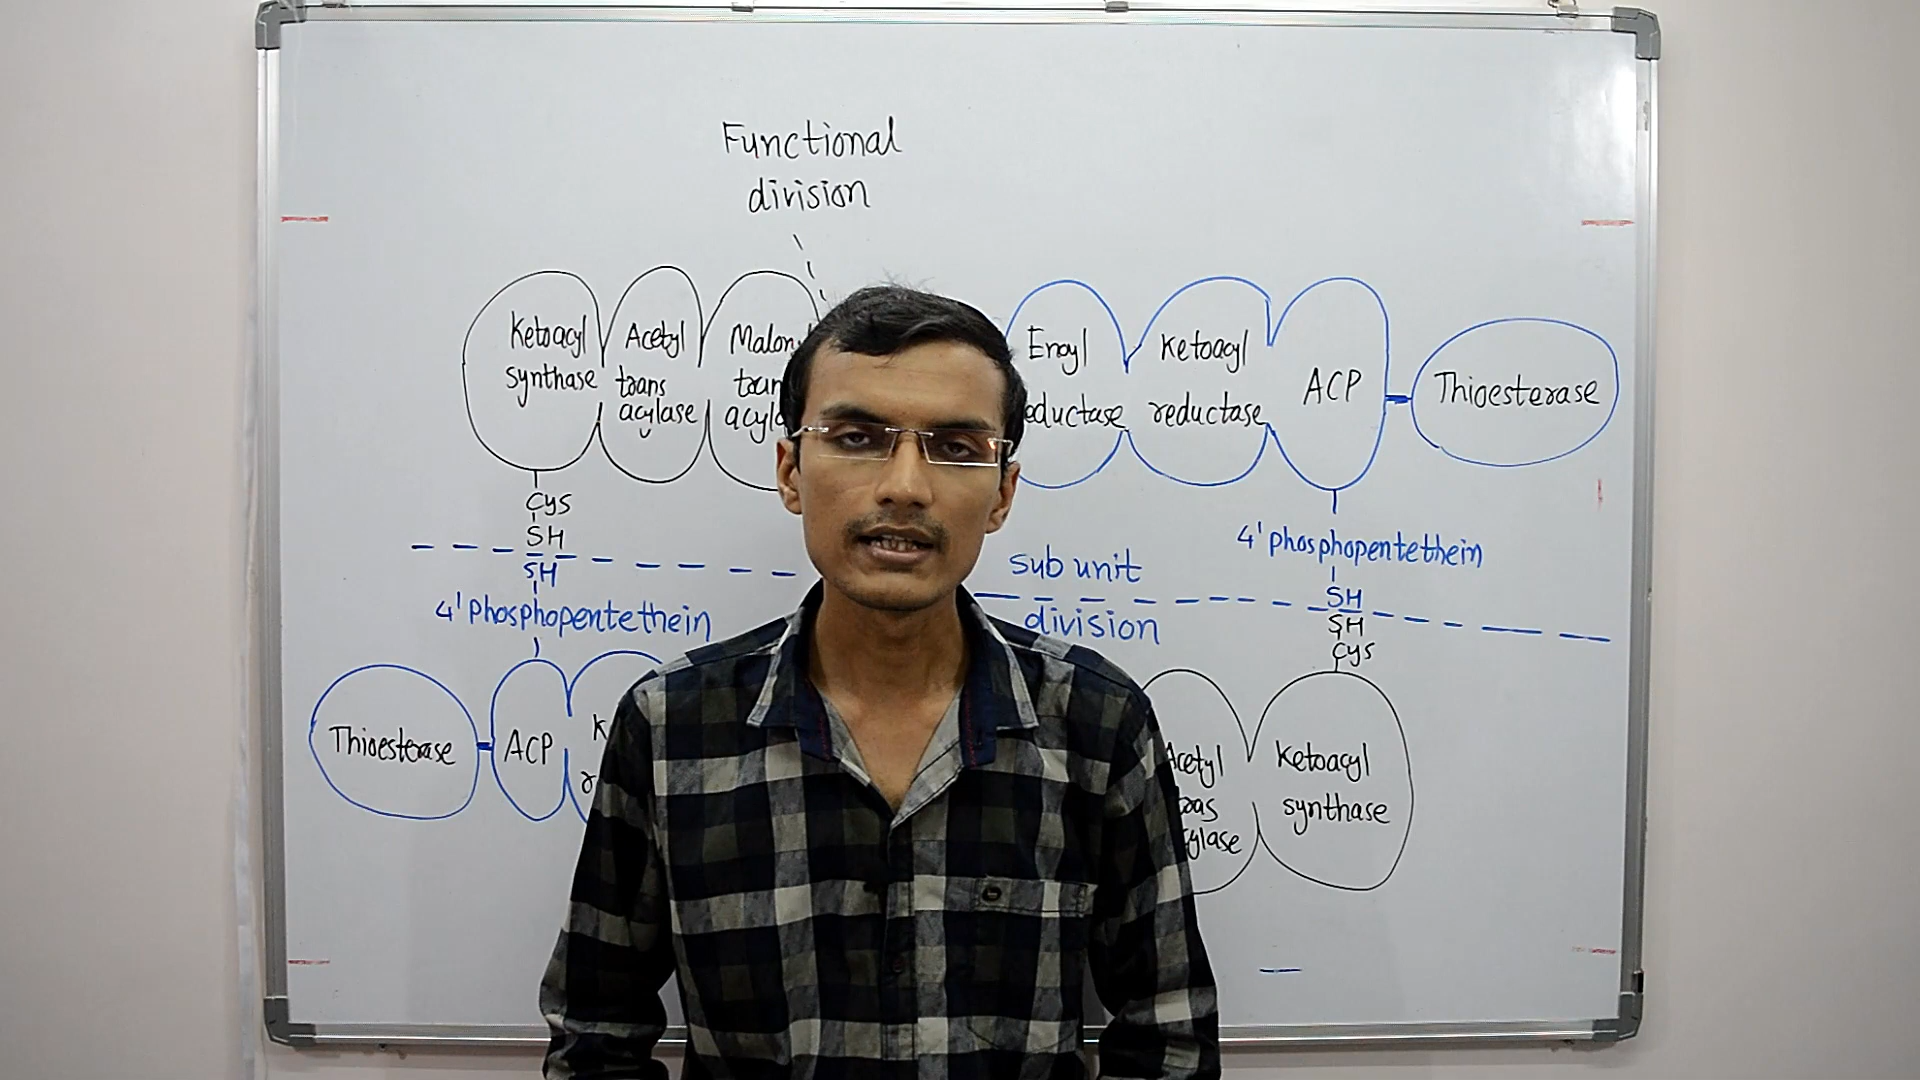 Functional
division
Ketoacyl
synthase
Acetyl
trans
acylase
Enoyl
Ketoacyl
reductase
ACP
Thioesterase
Cys
SH
SH
4' Phosphopentethein
sub unit
division
4' phosphopentethein
SH
SH
Cys
Thioesterase
ACP
Acetyl
Ketoacyl
synthase